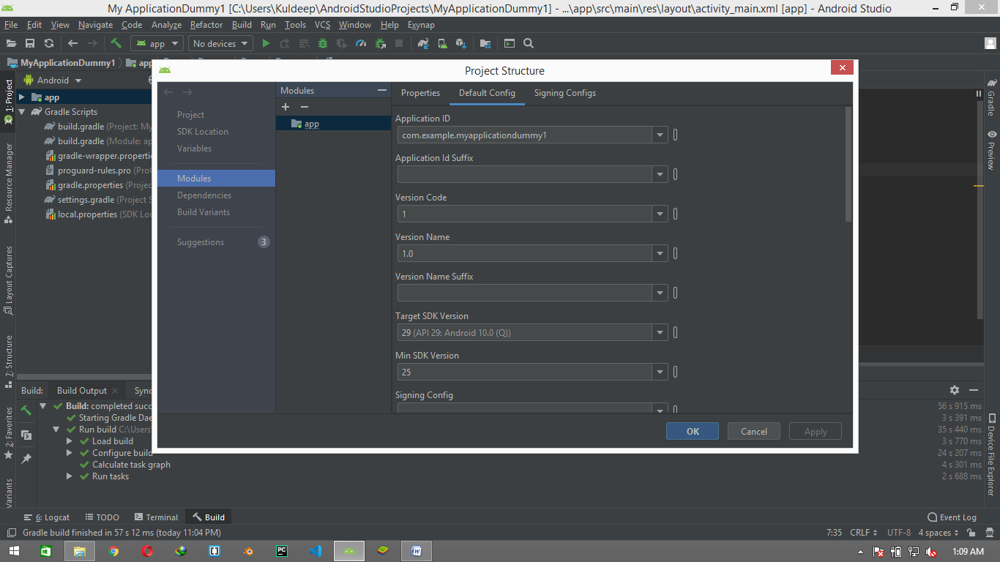 My ApplicationDummy1 [C:\Users\Kuldeep\AndroidStudioProjects\MyApplicationDummy1] - ...\app\src\main\res\layout\activity_main.xml [app] - Android Studio
File Edit View Navigate Code Analyze Refactor Build Run Tools VCS Window Help Exynap
app No devices
MyApplicationDummy1 app
Project Structure
Android
app
Gradle Scripts
build.gradle (Project: My
build.gradle (Module: ap
gradle-wrapper.properti
proguard-rules.pro (Pro
gradle.properties (Projec
settings.gradle (Project S
local.properties (SDK Loc
1: Project
Resource Manager
Layout Captures
7: Structure
2: Favorites
Variants
Project
SDK Location
Variables
Modules
Dependencies
Build Variants
Suggestions 3
Modules
app
Properties Default Config Signing Configs
Application ID
com.example.myapplicationdummy1
Application Id Suffix
Version Code
1
Version Name
1.0
Version Name Suffix
Target SDK Version
29 (API 29: Android 10.0 (Q))
Min SDK Version
25
Signing Config
OK Cancel Apply
Gradle
Preview
Device File Explorer
Build: Build Output Sync
Build: completed succ 56 s 915 ms
Starting Gradle Dae 3 s 391 ms
Run build C:\Users 35 s 440 ms
Load build 3 s 770 ms
Configure build 24 s 207 ms
Calculate task graph 4 s 301 ms
Run tasks 2 s 688 ms
6: Logcat TODO Terminal Build Event Log
Gradle build finished in 57 s 12 ms (today 11:04 PM) 7:35 CRLF UTF-8 4 spaces
PC W 1:09 AM